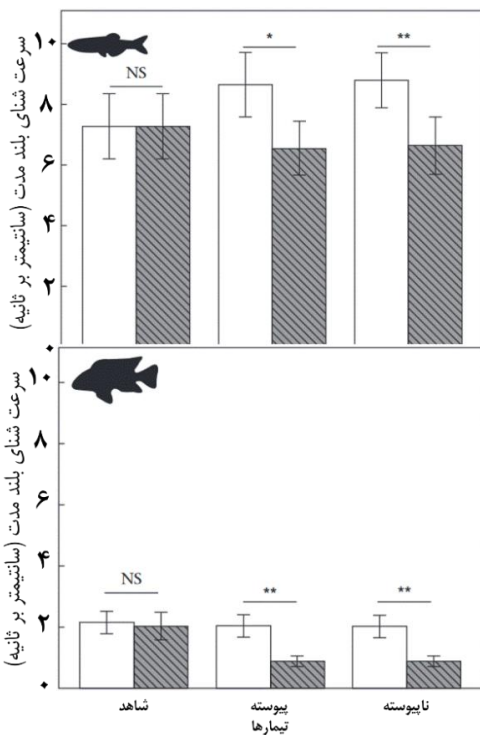 سرعت شنای بلند مدت (سانتیمتر بر ثانیه)
۱۰
۸
۶
۴
۲
۰
NS
*
**
سرعت شنای بلند مدت (سانتیمتر بر ثانیه)
۱۰
۸
۶
۴
۲
۰
NS
**
**
شاهد
پیوسته
ناپیوسته
تیمارها